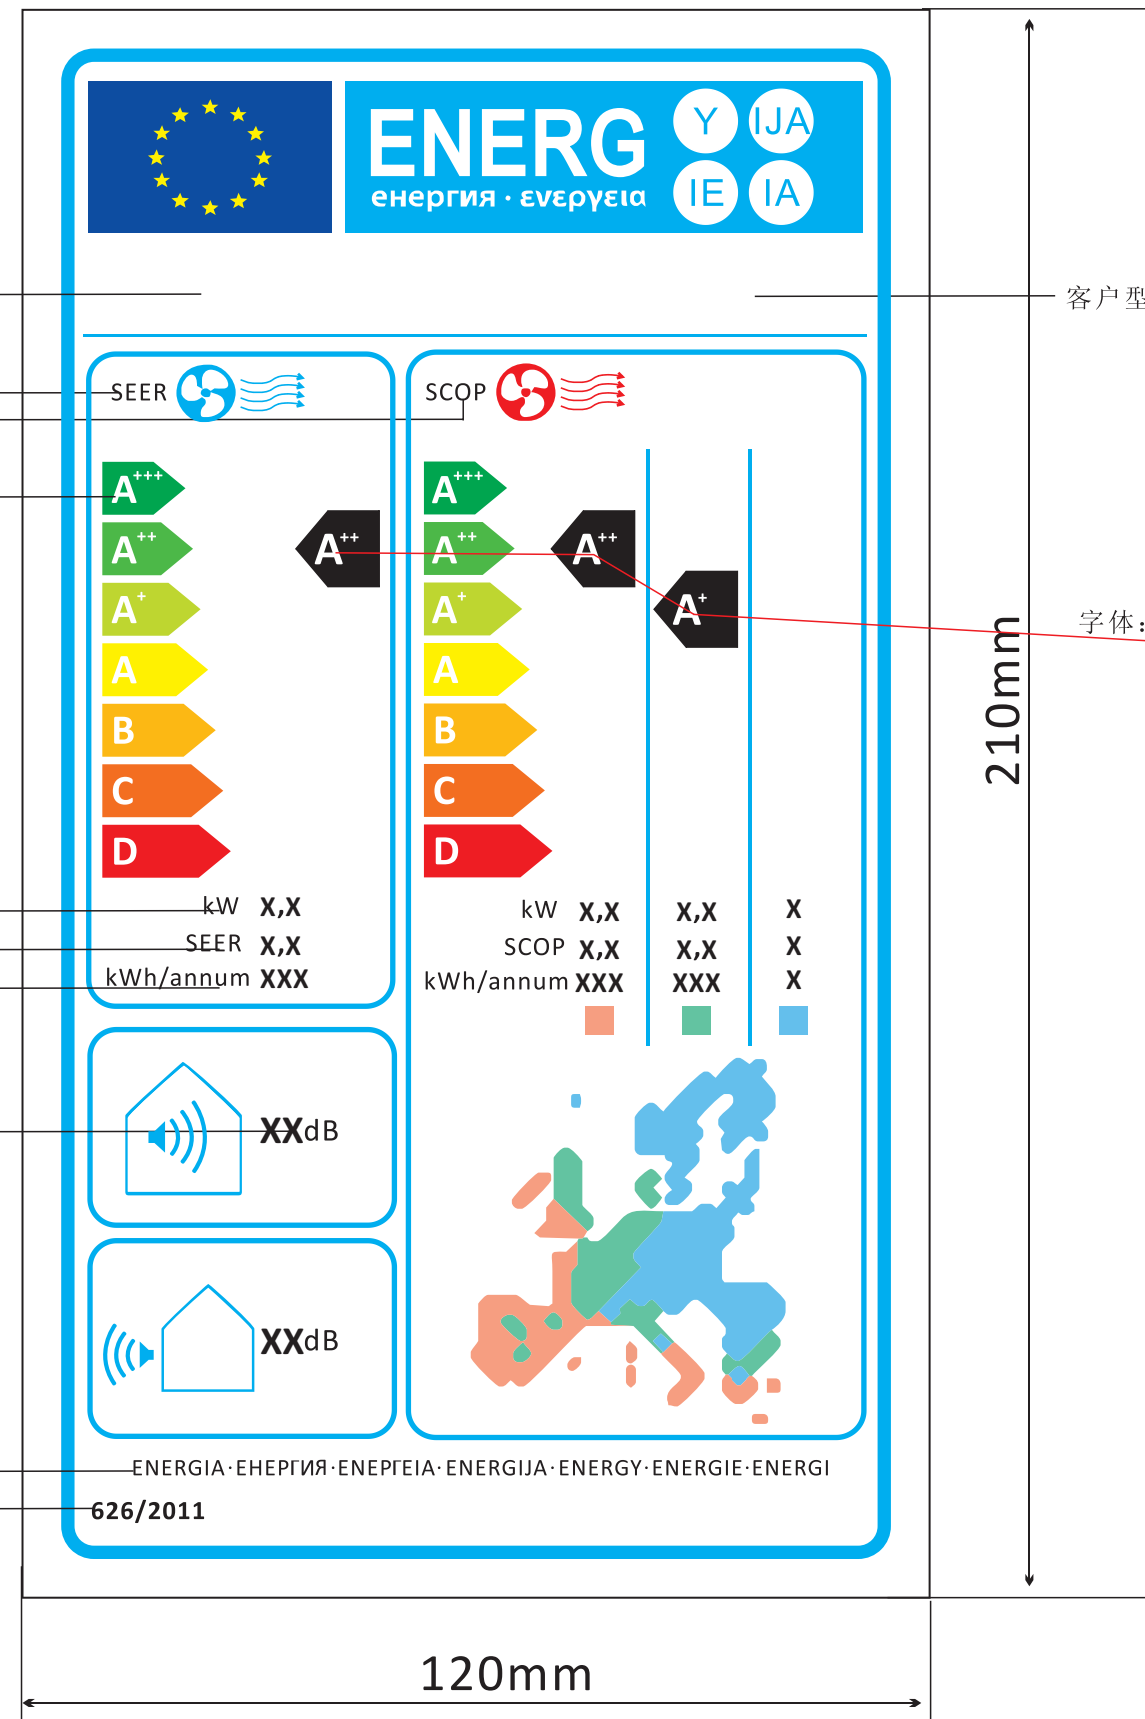 ENERG Y IJA
IE IA
енергия · ενεργεια
客户型
SEER
SCOP
A+++
A++
A+
A
B
C
D
A++
A+++
A++
A+
A
B
C
D
A++
A+
字体:
210mm
kW X,X
SEER X,X
kWh/annum XXX
kW X,X X,X X
SCOP X,X X,X X
kWh/annum XXX XXX X
XXdB
XXdB
ENERGIA·ЕНЕРГИЯ·ΕΝΕΡΓΕΙΑ·ENERGIJA·ENERGY·ENERGIE·ENERGI
626/2011
120mm